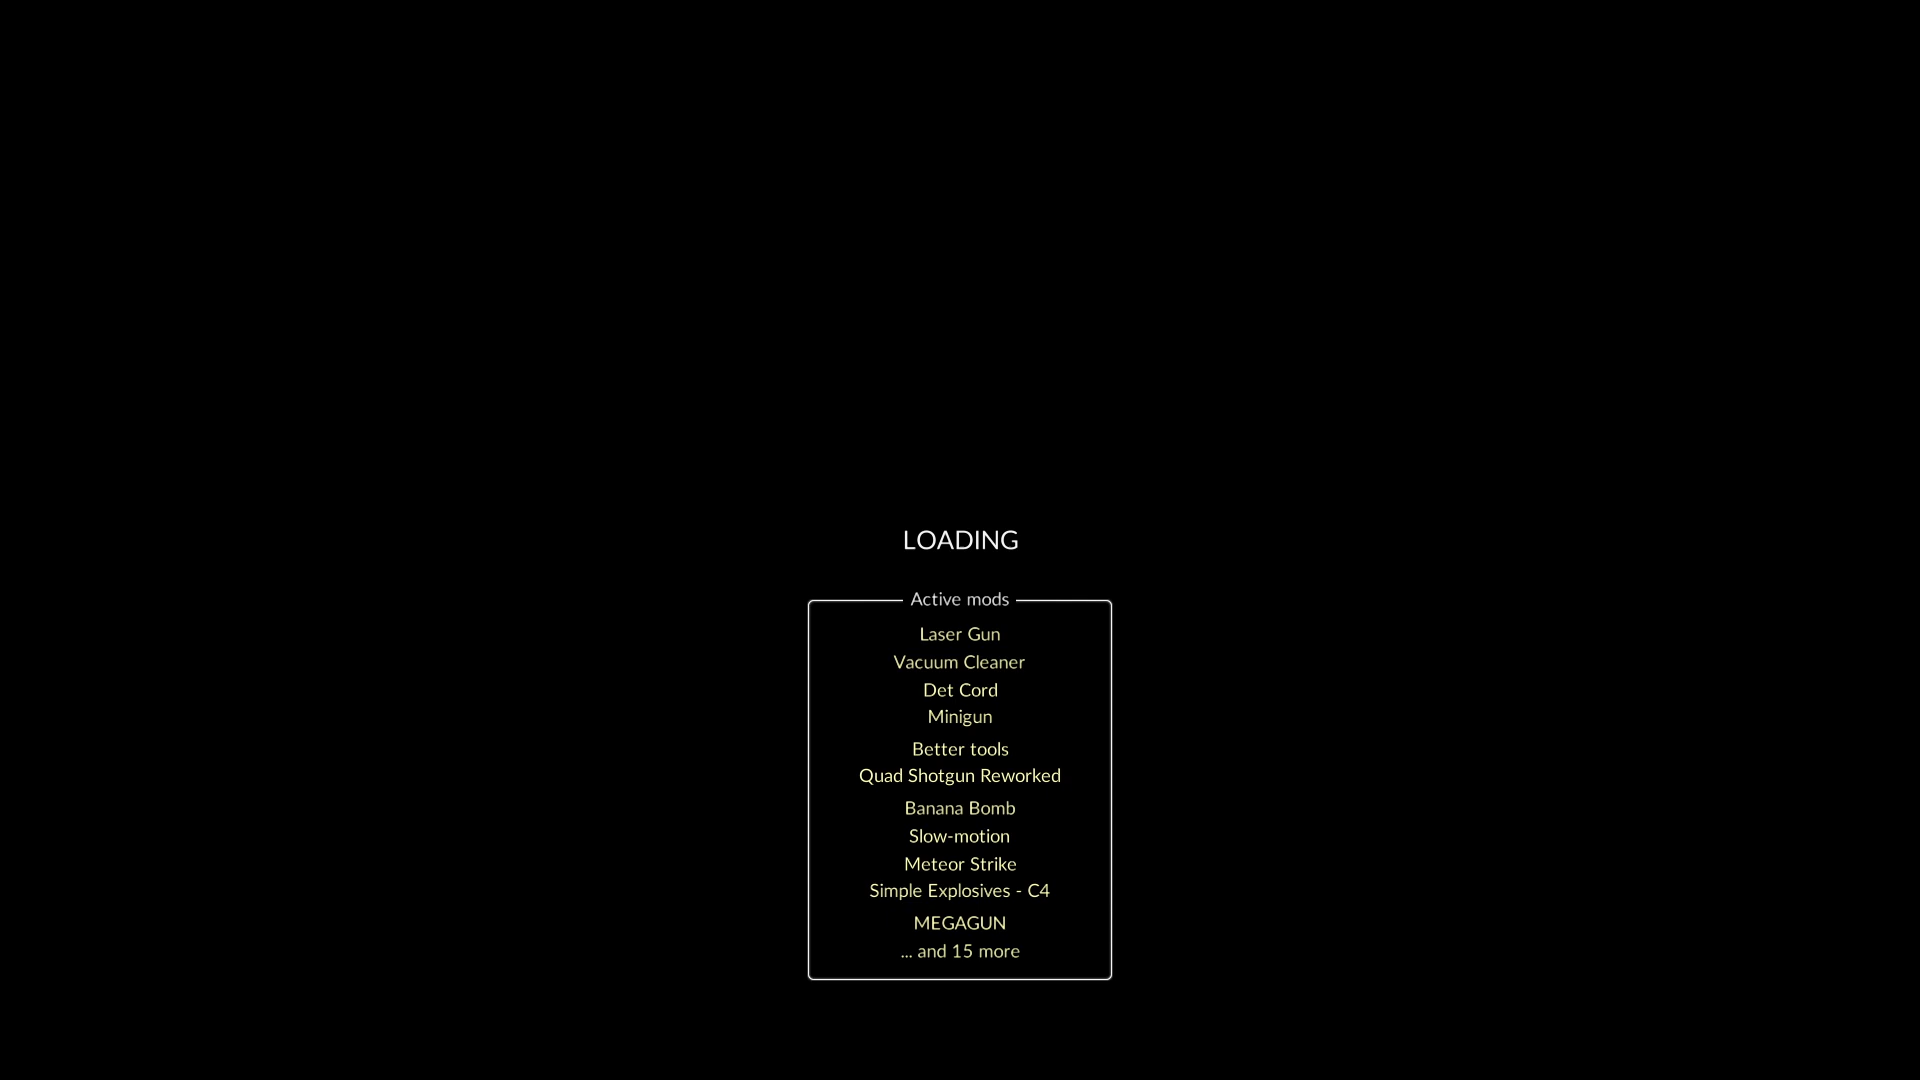 LOADING
Active mods
Laser Gun
Vacuum Cleaner
Det Cord
Minigun
Better tools
Quad Shotgun Reworked
Banana Bomb
Slow-motion
Meteor Strike
Simple Explosives - C4
MEGAGUN
... and 15 more